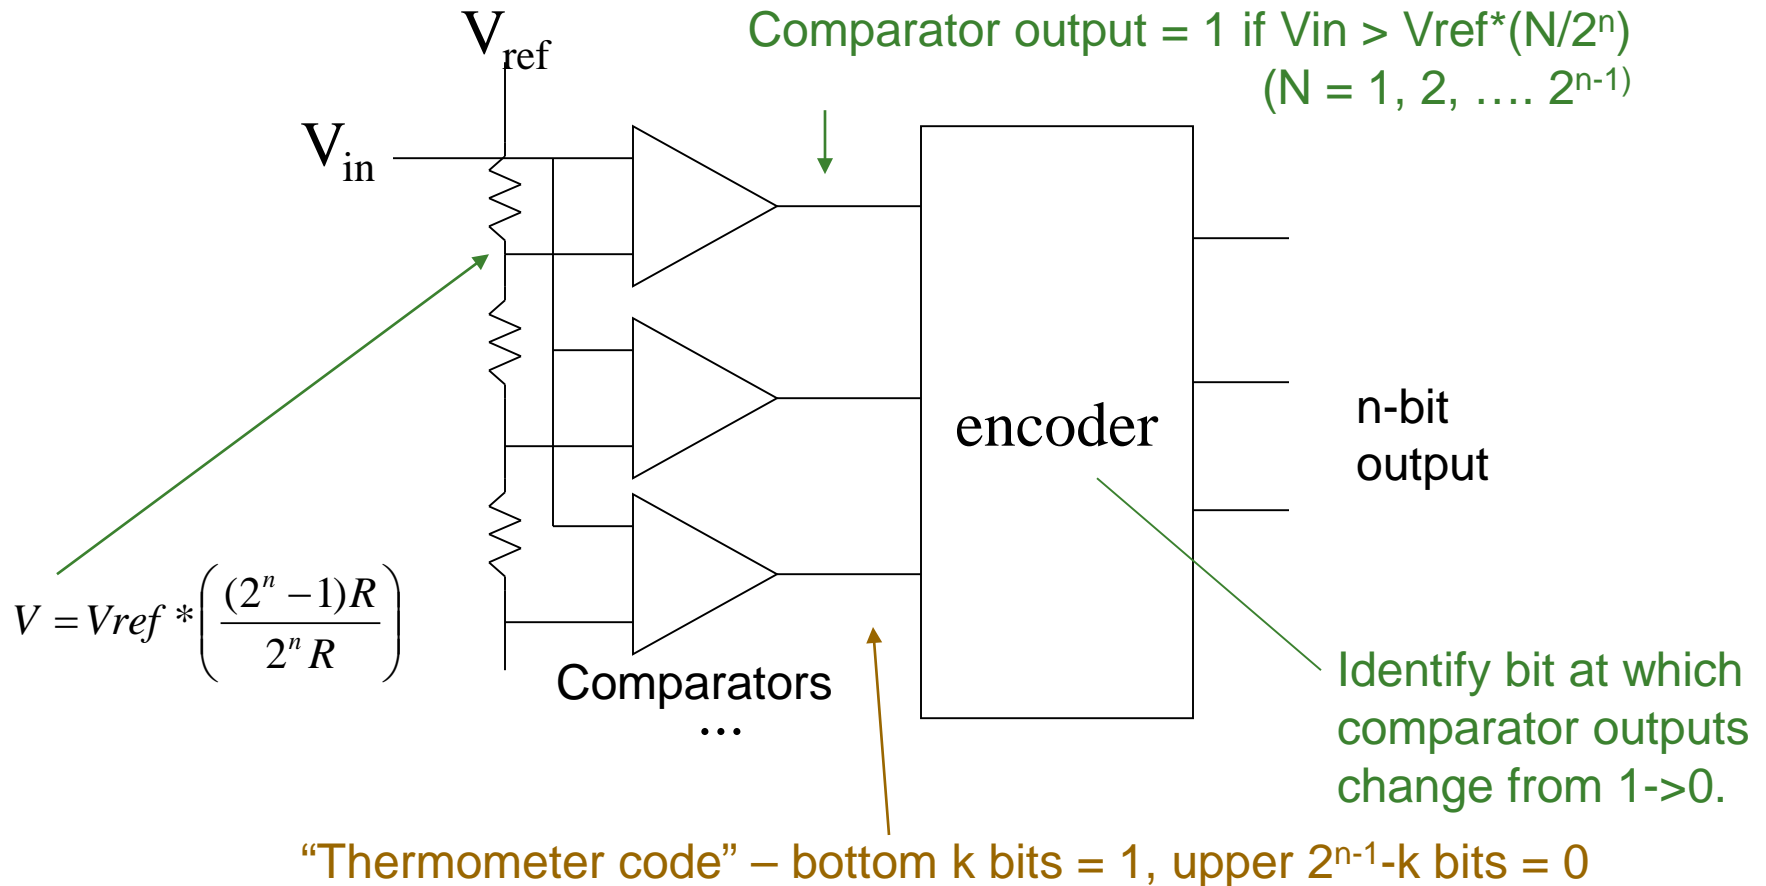 V_ref
Comparator output = 1 if Vin > Vref*(N/2ⁿ)
(N = 1, 2, …. 2ⁿ⁻¹⁾
V_in
encoder
n-bit
output
V = Vref * ( (2ⁿ − 1)R / 2ⁿ R )
Comparators
...
Identify bit at which
comparator outputs
change from 1->0.
“Thermometer code” – bottom k bits = 1, upper 2ⁿ⁻¹-k bits = 0